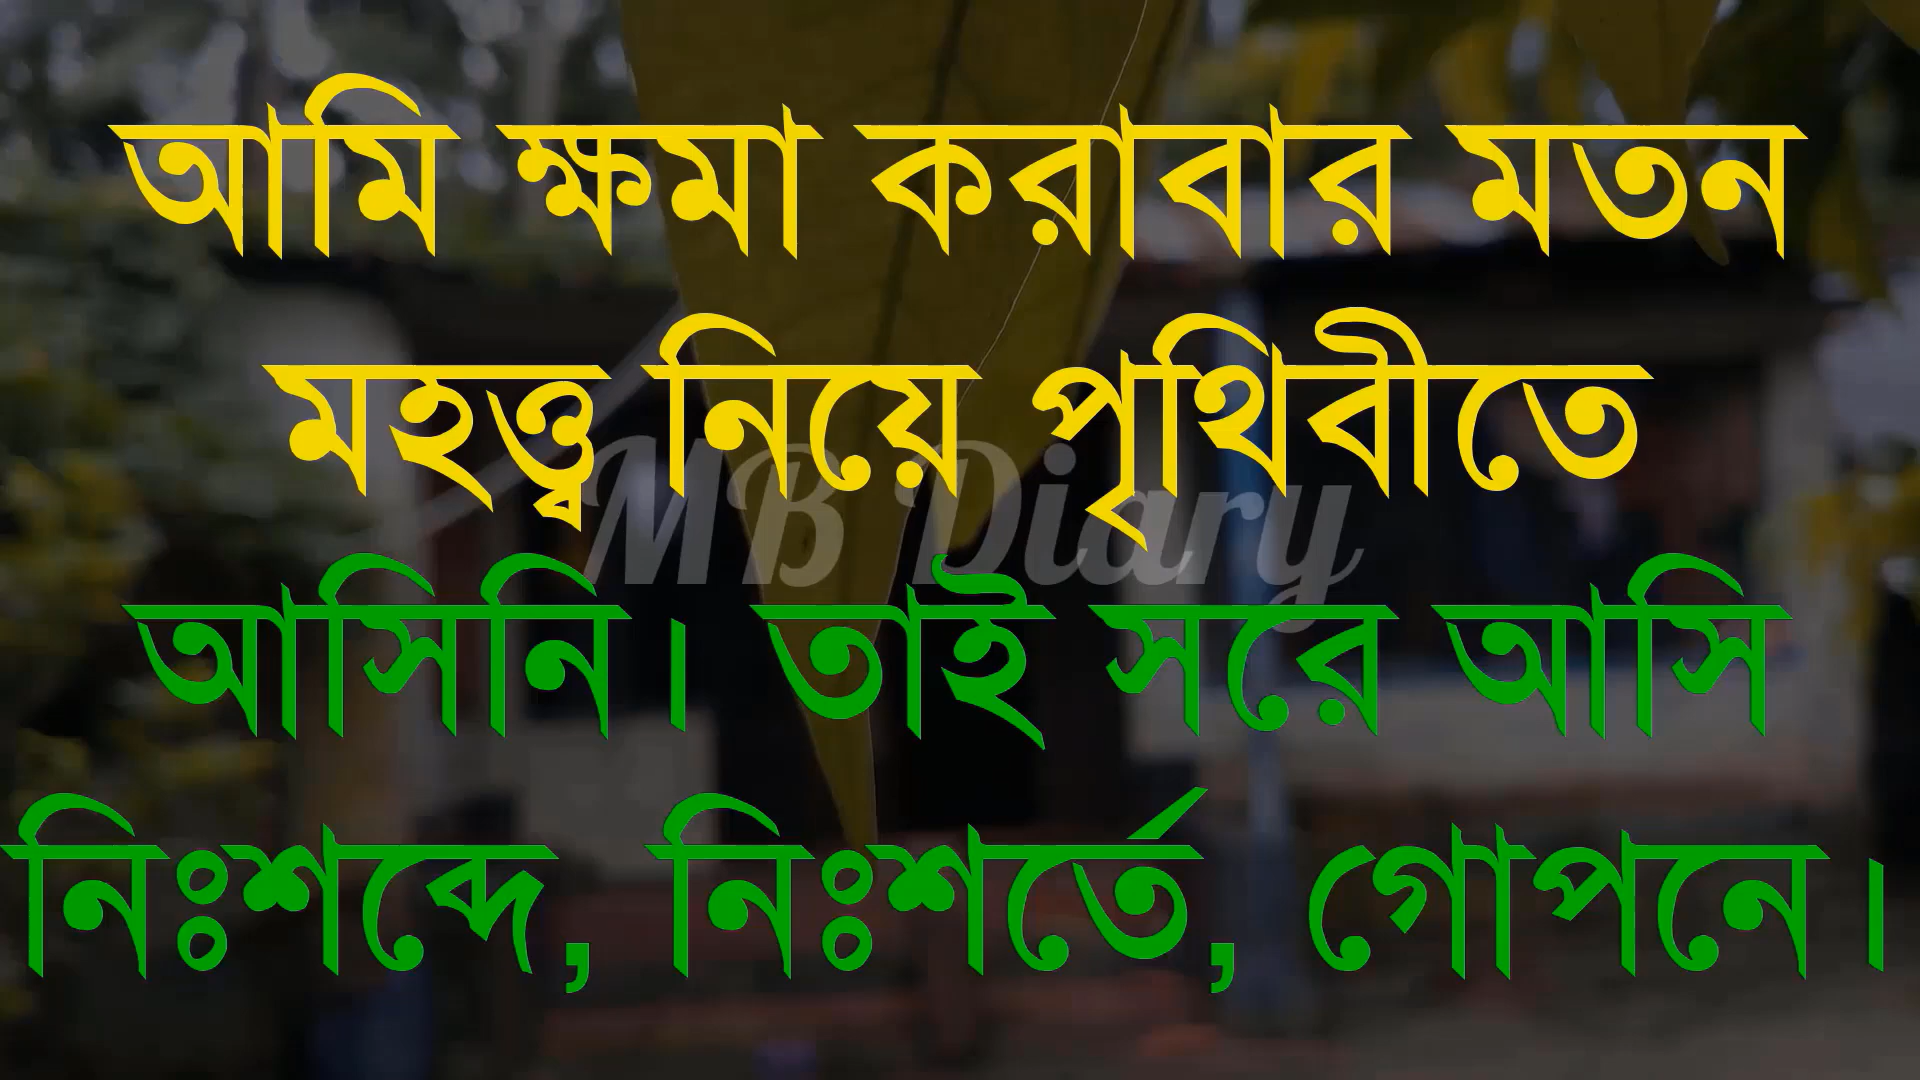 আমি ক্ষমা করাবার মতন
মহত্ত্ব নিয়ে পৃথিবীতে
MB Diary
আসিনি। তাই সরে আসি
নিঃশব্দে, নিঃশর্তে, গোপনে।